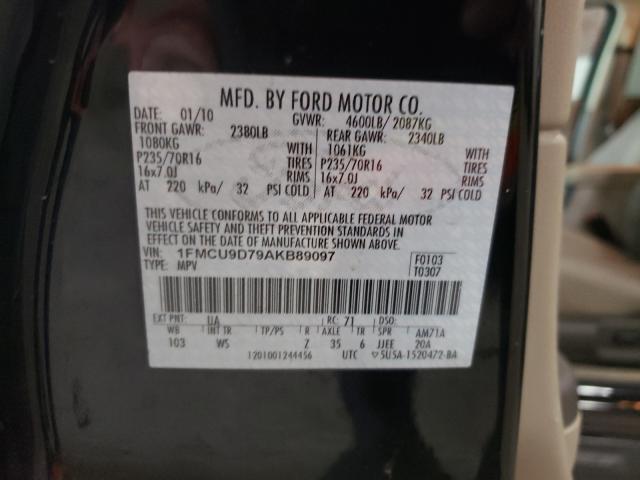 MFD. BY FORD MOTOR CO.
DATE: 01/10 GVWR: 4600LB/ 2087KG
FRONT GAWR: 2380LB REAR GAWR: 2340LB
1080KG WITH 1061KG WITH
P235/70R16 TIRES P235/70R16 TIRES
16x7.0J RIMS 16x7.0J RIMS
AT 220 kPa/ 32 PSI COLD AT 220 kPa/ 32 PSI COLD
THIS VEHICLE CONFORMS TO ALL APPLICABLE FEDERAL MOTOR
VEHICLE SAFETY AND THEFT PREVENTION STANDARDS IN
EFFECT ON THE DATE OF MANUFACTURE SHOWN ABOVE.
VIN: 1FMCU9D79AKB89097 F0103
TYPE: MPV T0307
EXT PNT: UA RC: 71 DSO:
WB INT TR TP/PS R AXLE TR SPR AM71A
103 WS Z 35 6 JJEE 20A
1201001244456 UTC ▽5U5A-1520472-BA